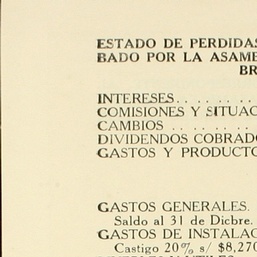 ESTADO DE PERDIDAS
BADO POR LA ASAMB
BR
INTERESES. . . . . . . .
COMISIONES Y SITUAC
CAMBIOS . . . . . . . .
DIVIDENDOS COBRADO
GASTOS Y PRODUCTO
GASTOS GENERALES.
Saldo al 31 de Dicbre.
GASTOS DE INSTALAC
Castigo 20% s/ $8,270